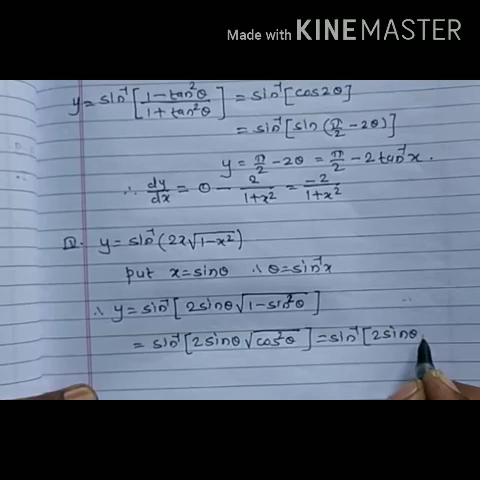 Made with KINEMASTER
y = sin⁻¹[(1 - tan²θ)/(1 + tan²θ)] = sin⁻¹[cos2θ]
= sin⁻¹[sin(π/2 - 2θ)]
y = π/2 - 2θ = π/2 - 2tan⁻¹x.
∴ dy/dx = 0 - 2/(1+x²) = -2/(1+x²)
Q. y = sin⁻¹(2x√(1-x²))
put x = sinθ ∴ θ = sin⁻¹x
∴ y = sin⁻¹[2sinθ√(1-sin²θ)]
= sin⁻¹[2sinθ√(cos²θ)] = sin⁻¹[2sinθ